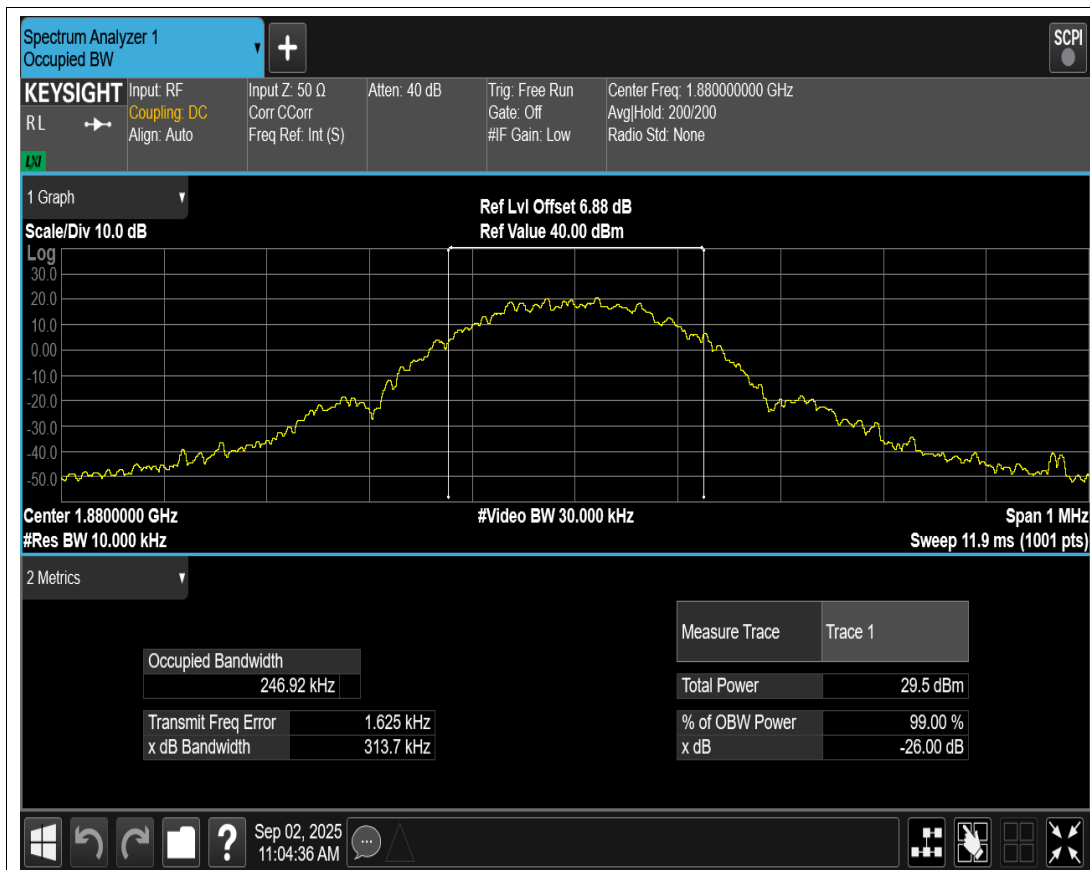 Spectrum Analyzer 1
Occupied BW
+
SCPI
KEYSIGHT
R L
LXI
Input: RF
Coupling: DC
Align: Auto
Input Z: 50 Ω
Corr CCorr
Freq Ref: Int (S)
Atten: 40 dB
Trig: Free Run
Gate: Off
#IF Gain: Low
Center Freq: 1.880000000 GHz
Avg|Hold: 200/200
Radio Std: None
1 Graph
Scale/Div 10.0 dB
Ref Lvl Offset 6.88 dB
Ref Value 40.00 dBm
Log
30.0
20.0
10.0
0.00
-10.0
-20.0
-30.0
-40.0
-50.0
Center 1.8800000 GHz
#Video BW 30.000 kHz
Span 1 MHz
#Res BW 10.000 kHz
Sweep 11.9 ms (1001 pts)
2 Metrics
Measure Trace Trace 1
Occupied Bandwidth
246.92 kHz
Total Power 29.5 dBm
Transmit Freq Error 1.625 kHz
% of OBW Power 99.00 %
x dB Bandwidth 313.7 kHz
x dB -26.00 dB
?
Sep 02, 2025
11:04:36 AM